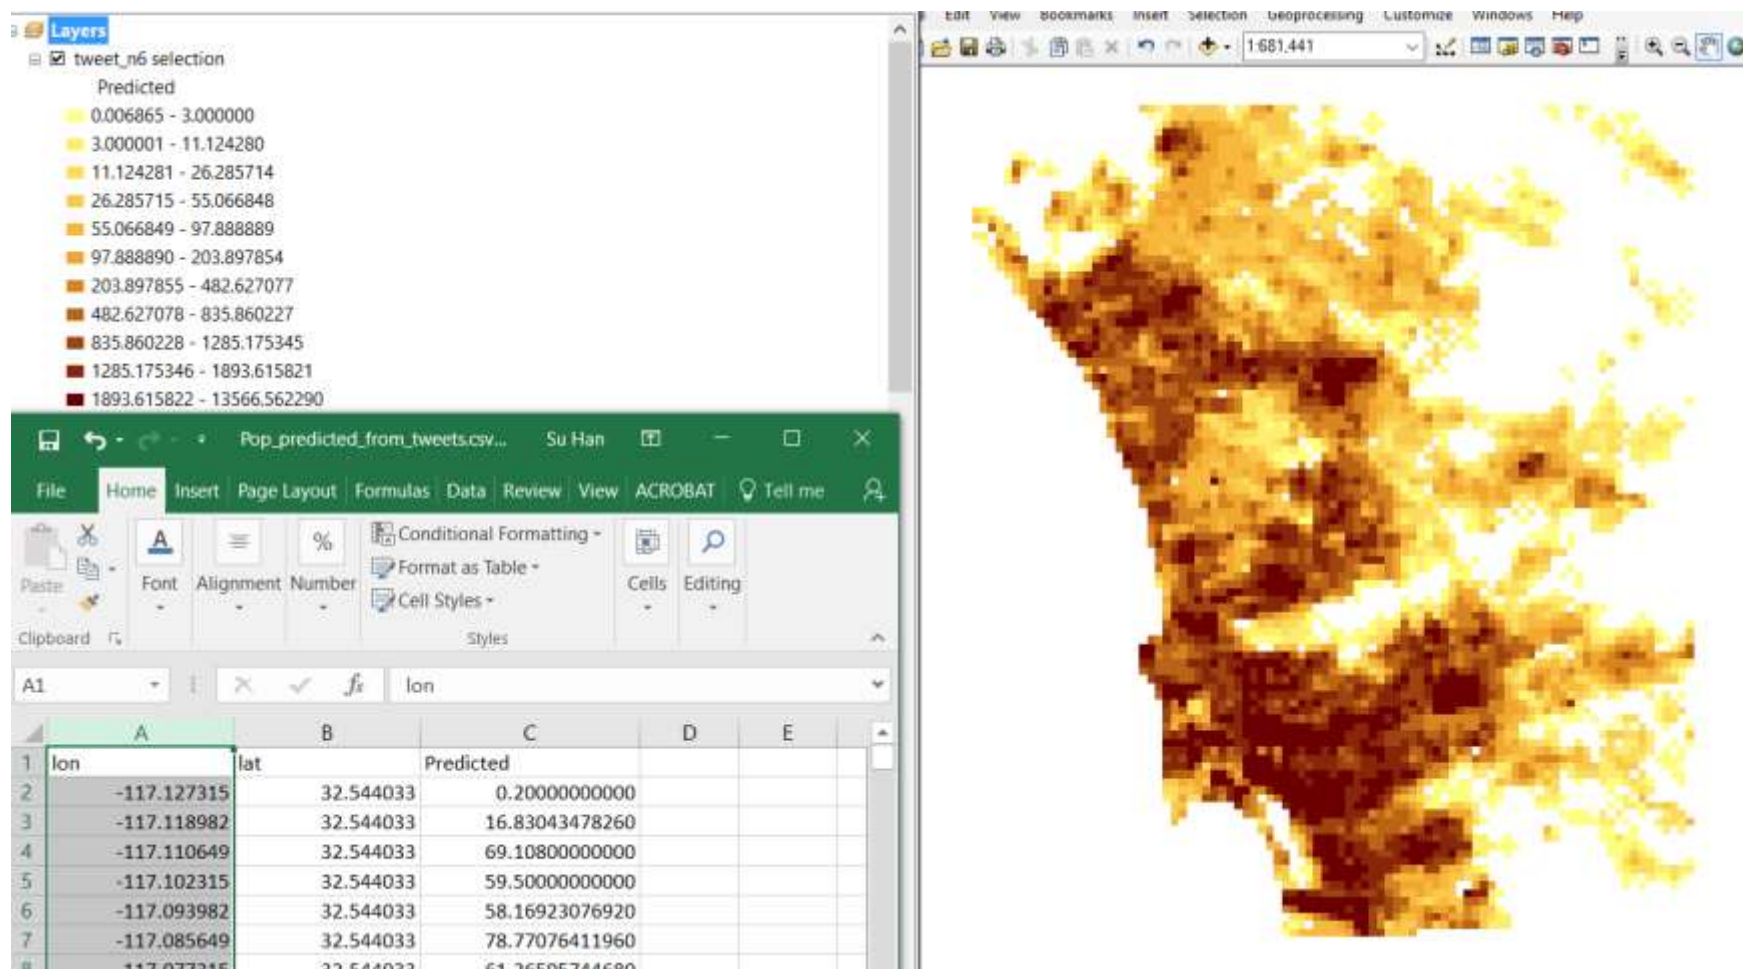 Layers
tweet_n6 selection
Predicted
0.006865 - 3.000000
3.000001 - 11.124280
11.124281 - 26.285714
26.285715 - 55.066848
55.066849 - 97.888889
97.888890 - 203.897854
203.897855 - 482.627077
482.627078 - 835.860227
835.860228 - 1285.175345
1285.175346 - 1893.615821
1893.615822 - 13566.562290
Edit View Bookmarks Insert Selection Geoprocessing Customize Windows Help
1:681,441
Pop_predicted_from_tweets.csv... Su Han
File Home Insert Page Layout Formulas Data Review View ACROBAT Tell me
Conditional Formatting
Format as Table
Cell Styles
Paste Font Alignment Number Cells Editing
Clipboard Styles
A1 fx lon
A B C D E
1 lon lat Predicted
2 -117.127315 32.544033 0.20000000000
3 -117.118982 32.544033 16.83043478260
4 -117.110649 32.544033 69.10800000000
5 -117.102315 32.544033 59.50000000000
6 -117.093982 32.544033 58.16923076920
7 -117.085649 32.544033 78.77076411960